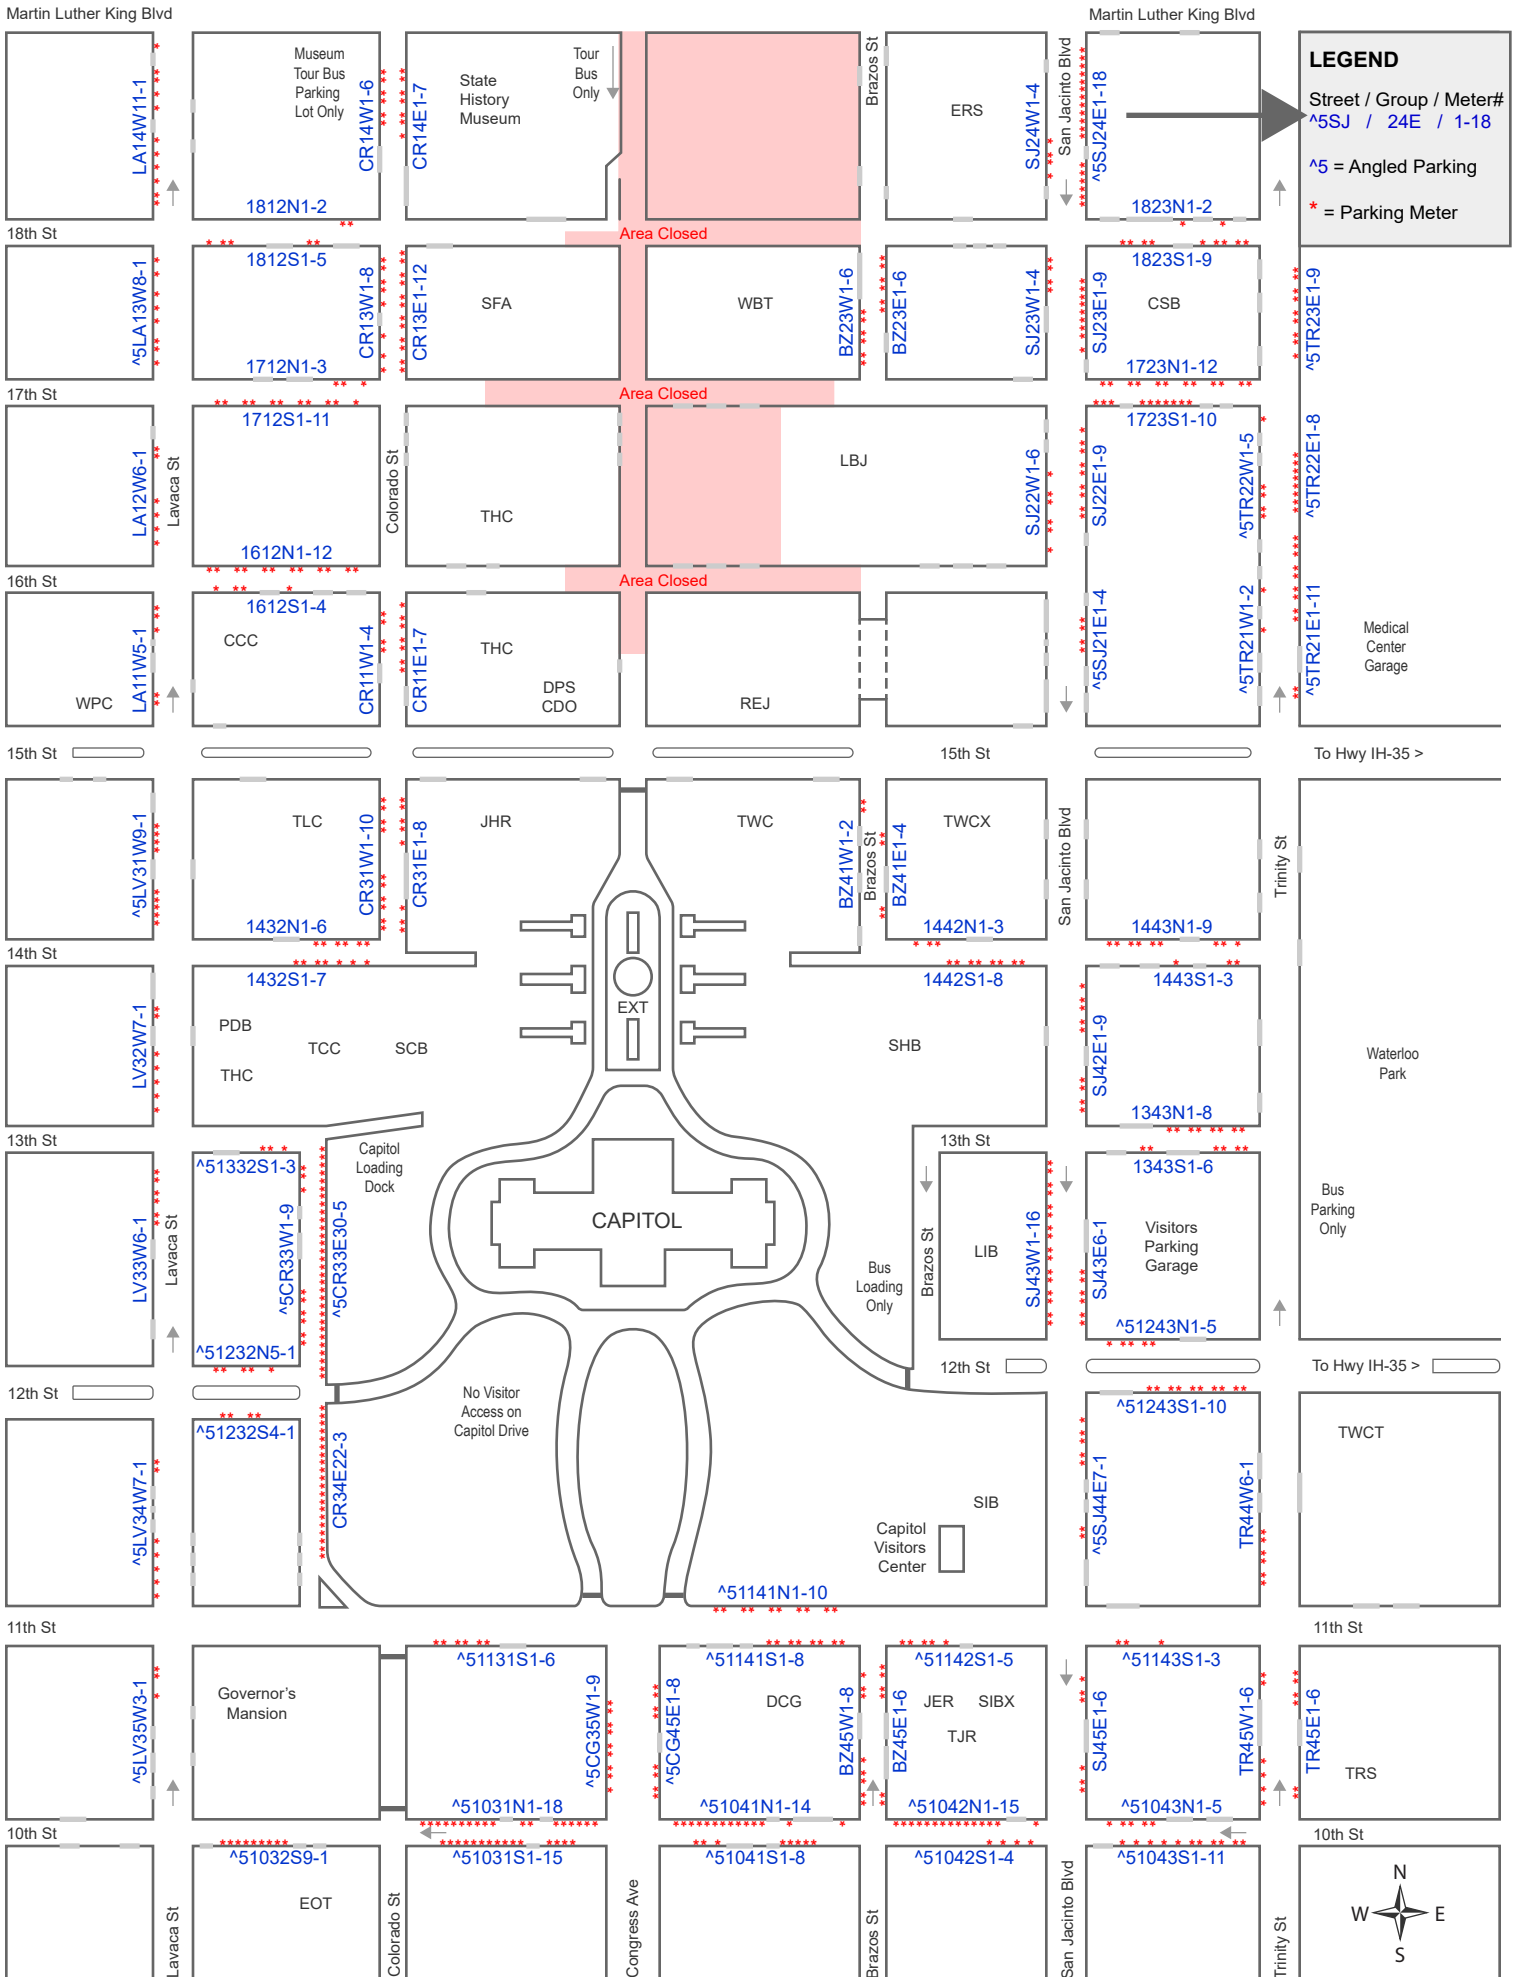 Martin Luther King Blvd
Martin Luther King Blvd
LEGEND
Street / Group / Meter#
^5SJ / 24E / 1-18
^5 = Angled Parking
* = Parking Meter
LA14W11-1
Museum
Tour Bus
Parking
Lot Only
CR14W1-6
CR14E1-7
State
History
Museum
Tour
Bus
Only
Brazos St
ERS
SJ24W1-4
San Jacinto Blvd
^5SJ24E1-18
1812N1-2
1823N1-2
18th St
Area Closed
1812S1-5
1823S1-9
^5LA13W8-1
CR13W1-8
CR13E1-12
SFA
WBT
BZ23W1-6
BZ23E1-6
SJ23W1-4
SJ23E1-9
CSB
^5TR23E1-9
1712N1-3
1723N1-12
17th St
Area Closed
1712S1-11
1723S1-10
LA12W6-1
Lavaca St
Colorado St
THC
LBJ
SJ22W1-6
SJ22E1-9
^5TR22W1-5
^5TR22E1-8
1612N1-12
16th St
Area Closed
1612S1-4
CCC
WPC
LA11W5-1
CR11W1-4
CR11E1-7
THC
DPS
CDO
REJ
^5SJ21E1-4
^5TR21W1-2
^5TR21E1-11
Medical
Center
Garage
15th St
15th St
To Hwy IH-35 >
^5LV31W9-1
TLC
CR31W1-10
CR31E1-8
JHR
TWC
BZ41W1-2
Brazos St
BZ41E1-4
TWCX
San Jacinto Blvd
Trinity St
1432N1-6
1442N1-3
1443N1-9
14th St
1432S1-7
1442S1-8
1443S1-3
EXT
LV32W7-1
PDB
TCC
SCB
THC
SHB
SJ42E1-9
Waterloo
Park
1343N1-8
13th St
13th St
Capitol
Loading
Dock
^51332S1-3
1343S1-6
LV33W6-1
Lavaca St
^5CR33W1-9
^5CR33E30-5
CAPITOL
Bus
Loading
Only
Brazos St
LIB
SJ43W1-16
SJ43E6-1
Visitors
Parking
Garage
Bus
Parking
Only
^51232N5-1
^51243N1-5
12th St
To Hwy IH-35 >
12th St
^51232S4-1
^51243S1-10
No Visitor
Access on
Capitol Drive
^5LV34W7-1
CR34E22-3
SIB
Capitol
Visitors
Center
^5SJ44E7-1
TR44W6-1
TWCT
^51141N1-10
11th St
11th St
^51131S1-6
^51141S1-8
^51142S1-5
^51143S1-3
^5LV35W3-1
Governor's
Mansion
^5CG35W1-9
^5CG45E1-8
DCG
BZ45W1-8
BZ45E1-6
JER
SIBX
TJR
SJ45E1-6
TR45W1-6
TR45E1-6
TRS
^51031N1-18
^51041N1-14
^51042N1-15
^51043N1-5
10th St
10th St
^51032S9-1
^51031S1-15
^51041S1-8
^51042S1-4
^51043S1-11
Lavaca St
EOT
Colorado St
Congress Ave
Brazos St
San Jacinto Blvd
Trinity St
N
W
E
S